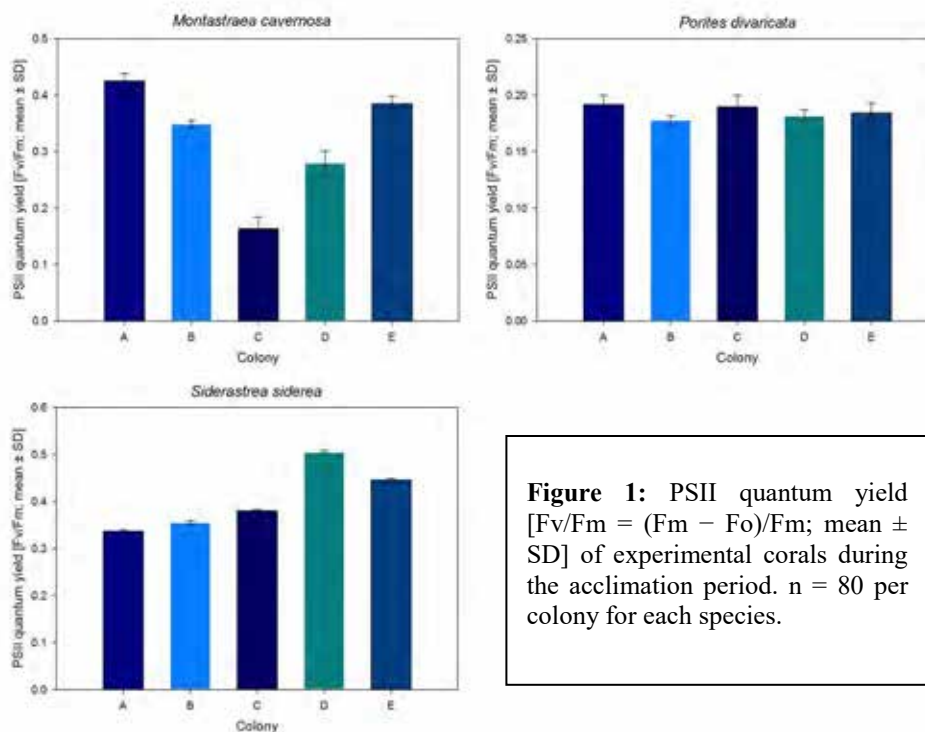 Montastraea cavernosa
PSII quantum yield [Fv/Fm; mean ± SD]
0.5
0.4
0.3
0.2
0.1
0.0
A B C D E
Colony
Porites divaricata
PSII quantum yield [Fv/Fm; mean ± SD]
0.25
0.20
0.15
0.10
0.05
0.00
A B C D E
Colony
Siderastrea siderea
PSII quantum yield [Fv/Fm; mean ± SD]
0.6
0.5
0.4
0.3
0.2
0.1
0.0
A B C D E
Colony
Figure 1: PSII quantum yield
[Fv/Fm = (Fm − Fo)/Fm; mean ±
SD] of experimental corals during
the acclimation period. n = 80 per
colony for each species.